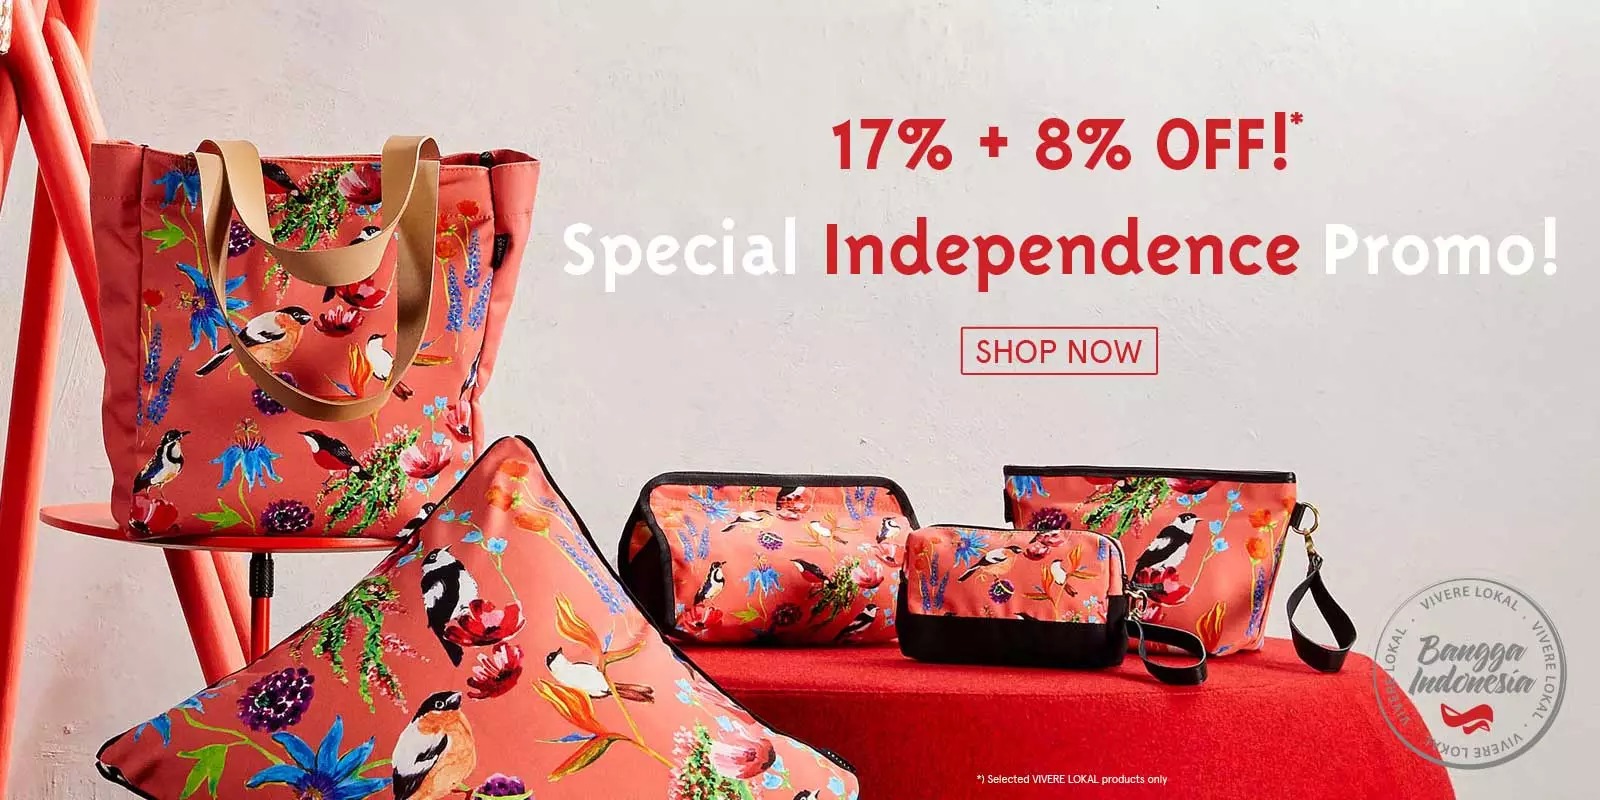 17% + 8% OFF!*
Special Independence Promo!
SHOP NOW
VIVERE LOKAL · VIVERE LOKAL · VIVERE LOKAL · VIVERE LOKAL ·
Bangga
Indonesia
*) Selected VIVERE LOKAL products only